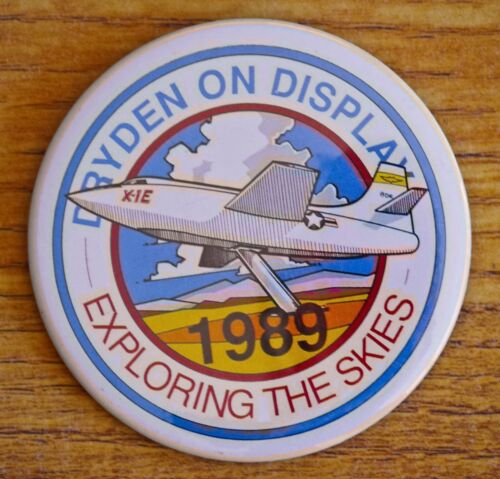 DRYDEN ON DISPLAY
X-1E
1989
EXPLORING THE SKIES